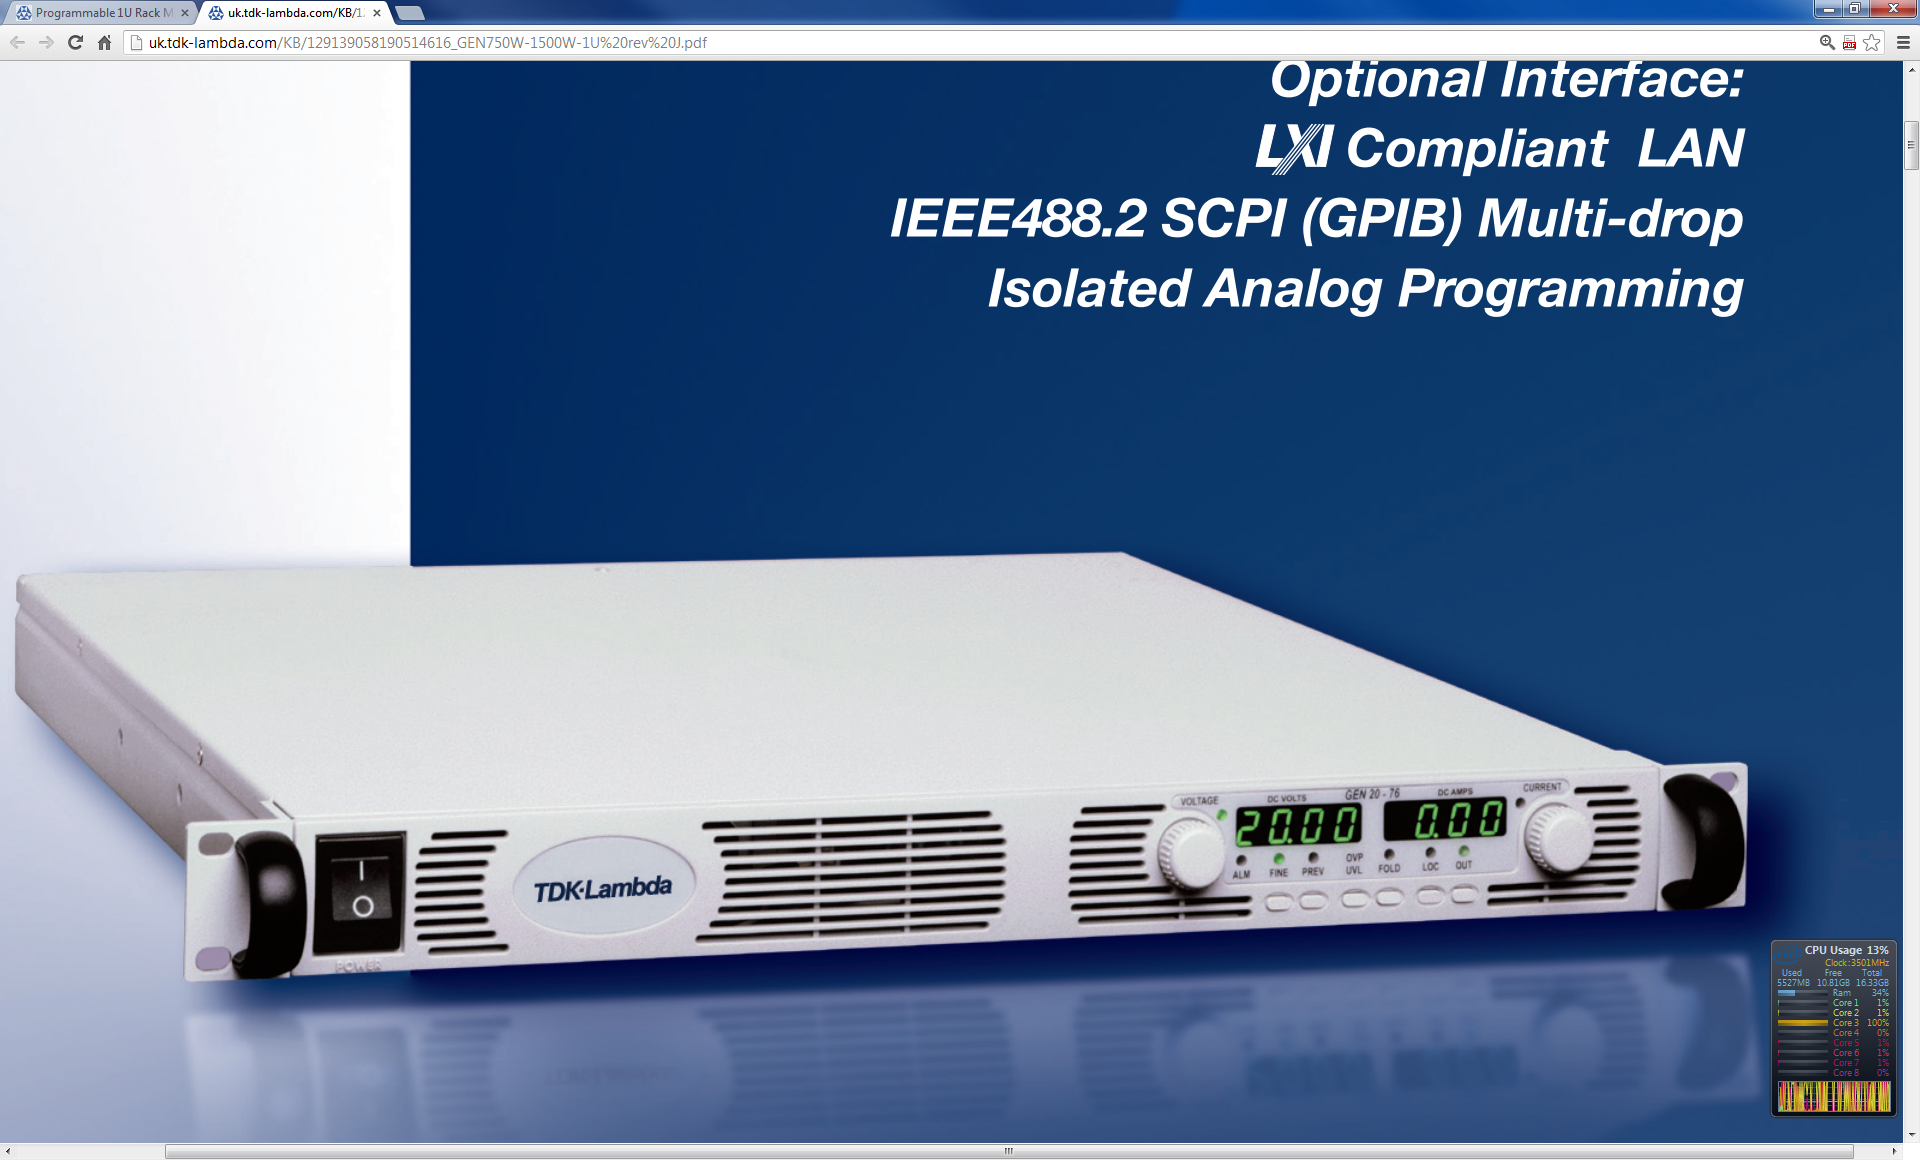 Programmable 1U Rack M
uk.tdk-lambda.com/KB/12
uk.tdk-lambda.com/KB/129139058190514616_GEN750W-1500W-1U%20rev%20J.pdf
Optional Interface:
LXI Compliant LAN
IEEE488.2 SCPI (GPIB) Multi-drop
Isolated Analog Programming
VOLTAGE DC VOLTS GEN 20 - 76 DC AMPS CURRENT
20.00 0.00
ALM FINE PREV OVP UVL FOLD LOC OUT
TDK·Lambda
POWER
CPU Usage 13%
Clock:3501MHz
Used Free Total
5527MB 10.81GB 16.33GB
Ram 34%
Core 1 1%
Core 2 1%
Core 3 100%
Core 4 0%
Core 5 1%
Core 6 1%
Core 7 1%
Core 8 0%